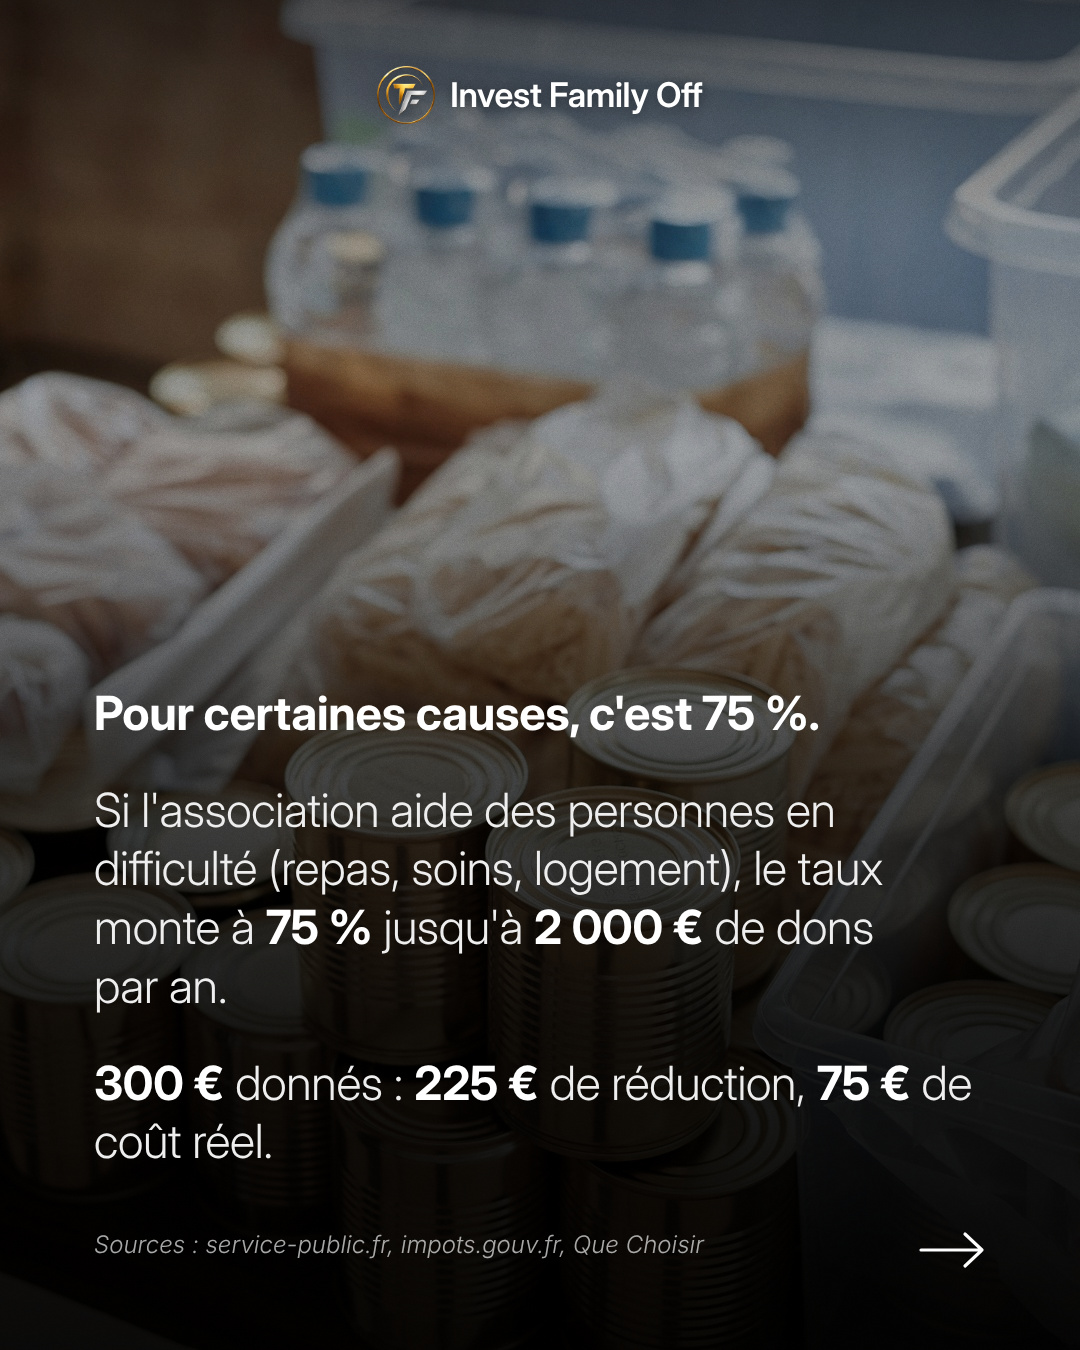 Invest Family Off
Pour certaines causes, c'est 75 %.
Si l'association aide des personnes en
difficulté (repas, soins, logement), le taux
monte à 75 % jusqu'à 2 000 € de dons
par an.
300 € donnés : 225 € de réduction, 75 € de
coût réel.
Sources : service-public.fr, impots.gouv.fr, Que Choisir